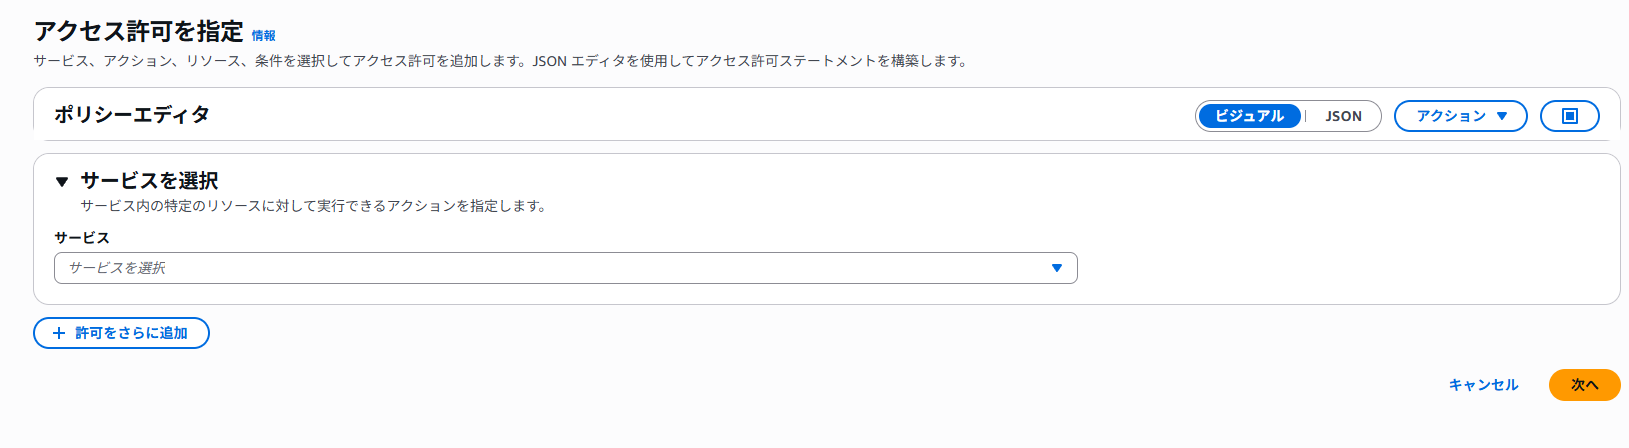 アクセス許可を指定 情報
サービス、アクション、リソース、条件を選択してアクセス許可を追加します。JSON エディタを使用してアクセス許可ステートメントを構築します。
ポリシーエディタ
ビジュアル JSON アクション
サービスを選択
サービス内の特定のリソースに対して実行できるアクションを指定します。
サービス
サービスを選択
許可をさらに追加
キャンセル 次へ